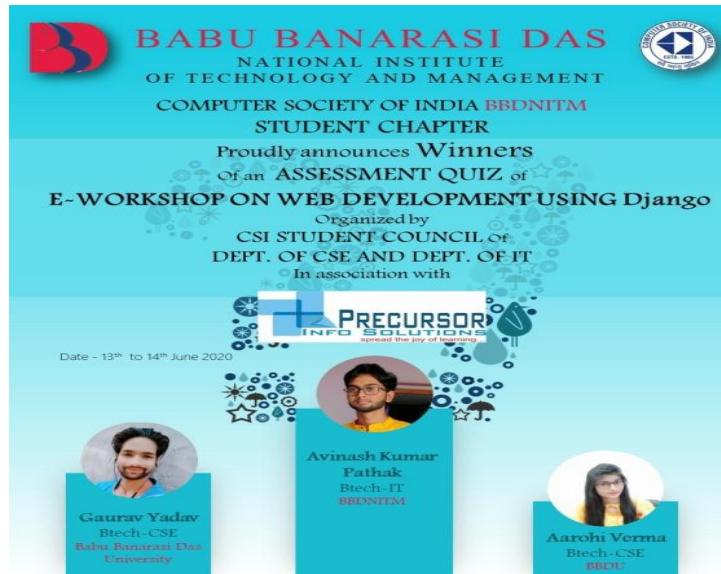 BABU BANARASI DAS
NATIONAL INSTITUTE
OF TECHNOLOGY AND MANAGEMENT
COMPUTER SOCIETY OF INDIA BBDNITM
STUDENT CHAPTER
Proudly announces Winners
Of an ASSESSMENT QUIZ of
E-WORKSHOP ON WEB DEVELOPMENT USING Django
Organized by
CSI STUDENT COUNCIL Of
DEPT. OF CSE AND DEPT. OF IT
In association with
PRECURSOR
INFO SOLUTIONS
spread the joy of learning...
Date - 13th to 14th June 2020
Avinash Kumar
Pathak
Btech-IT
BBDNITM
Gaurav Yadav
Btech-CSE
Babu Banarasi Das
University
Aarohi Verma
Btech-CSE
BBDU